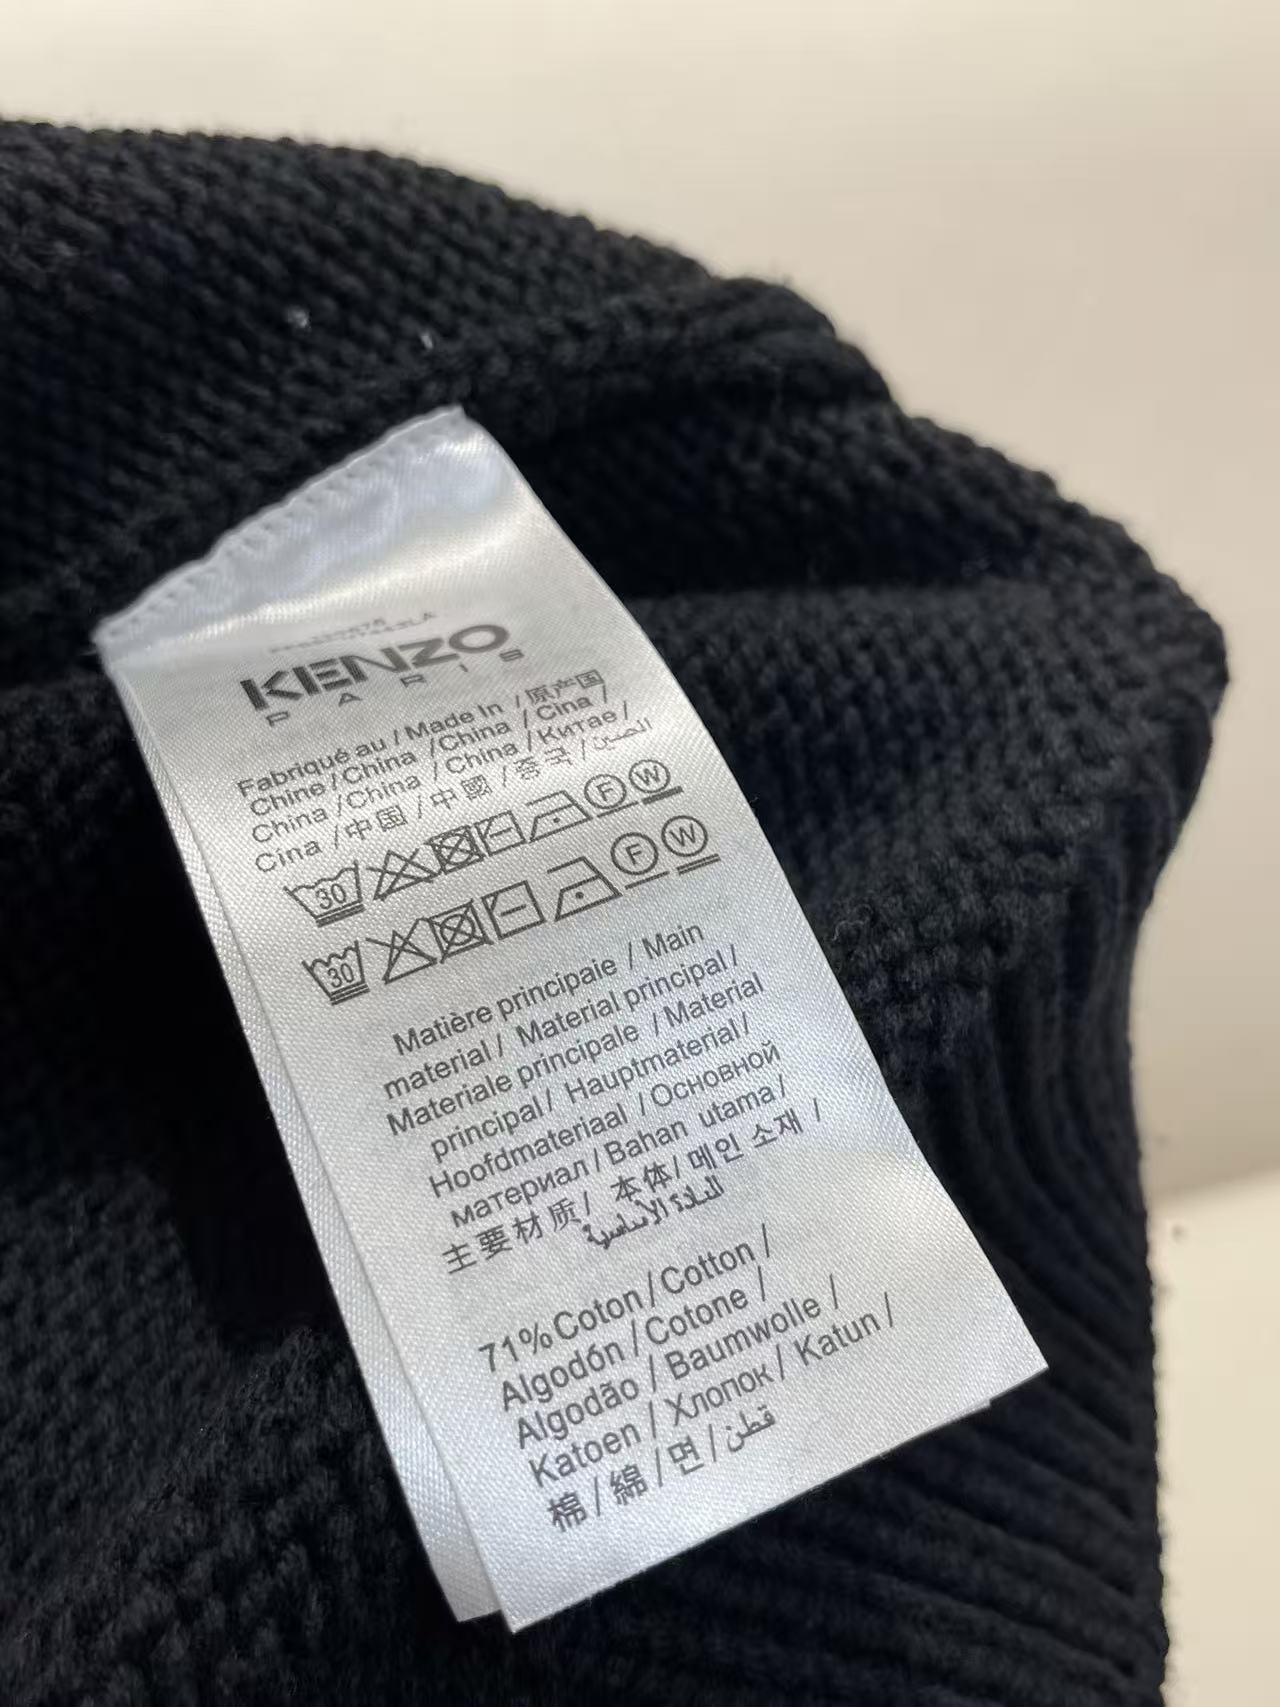 KENZO
PARIS
Fabriqué au / Made In / 原产国
Chine / China / China / Cina /
China / China / China / Китае /
Cina / 中国 / 中國 / 중국 / الصين
30 F W
30 F W
Matière principaie / Main
material / Material principal /
Materiale principale / Material
principal / Hauptmaterial /
Hoofdmateriaal / Основной
материал / Bahan utama /
主要材质 / 本体 / 메인 소재 /
المادة الأساسية
71% Coton / Cotton /
Algodón / Cotone /
Algodão / Baumwolle /
Katoen / Хлопок / Katun /
棉 / 綿 / 면 / قطن